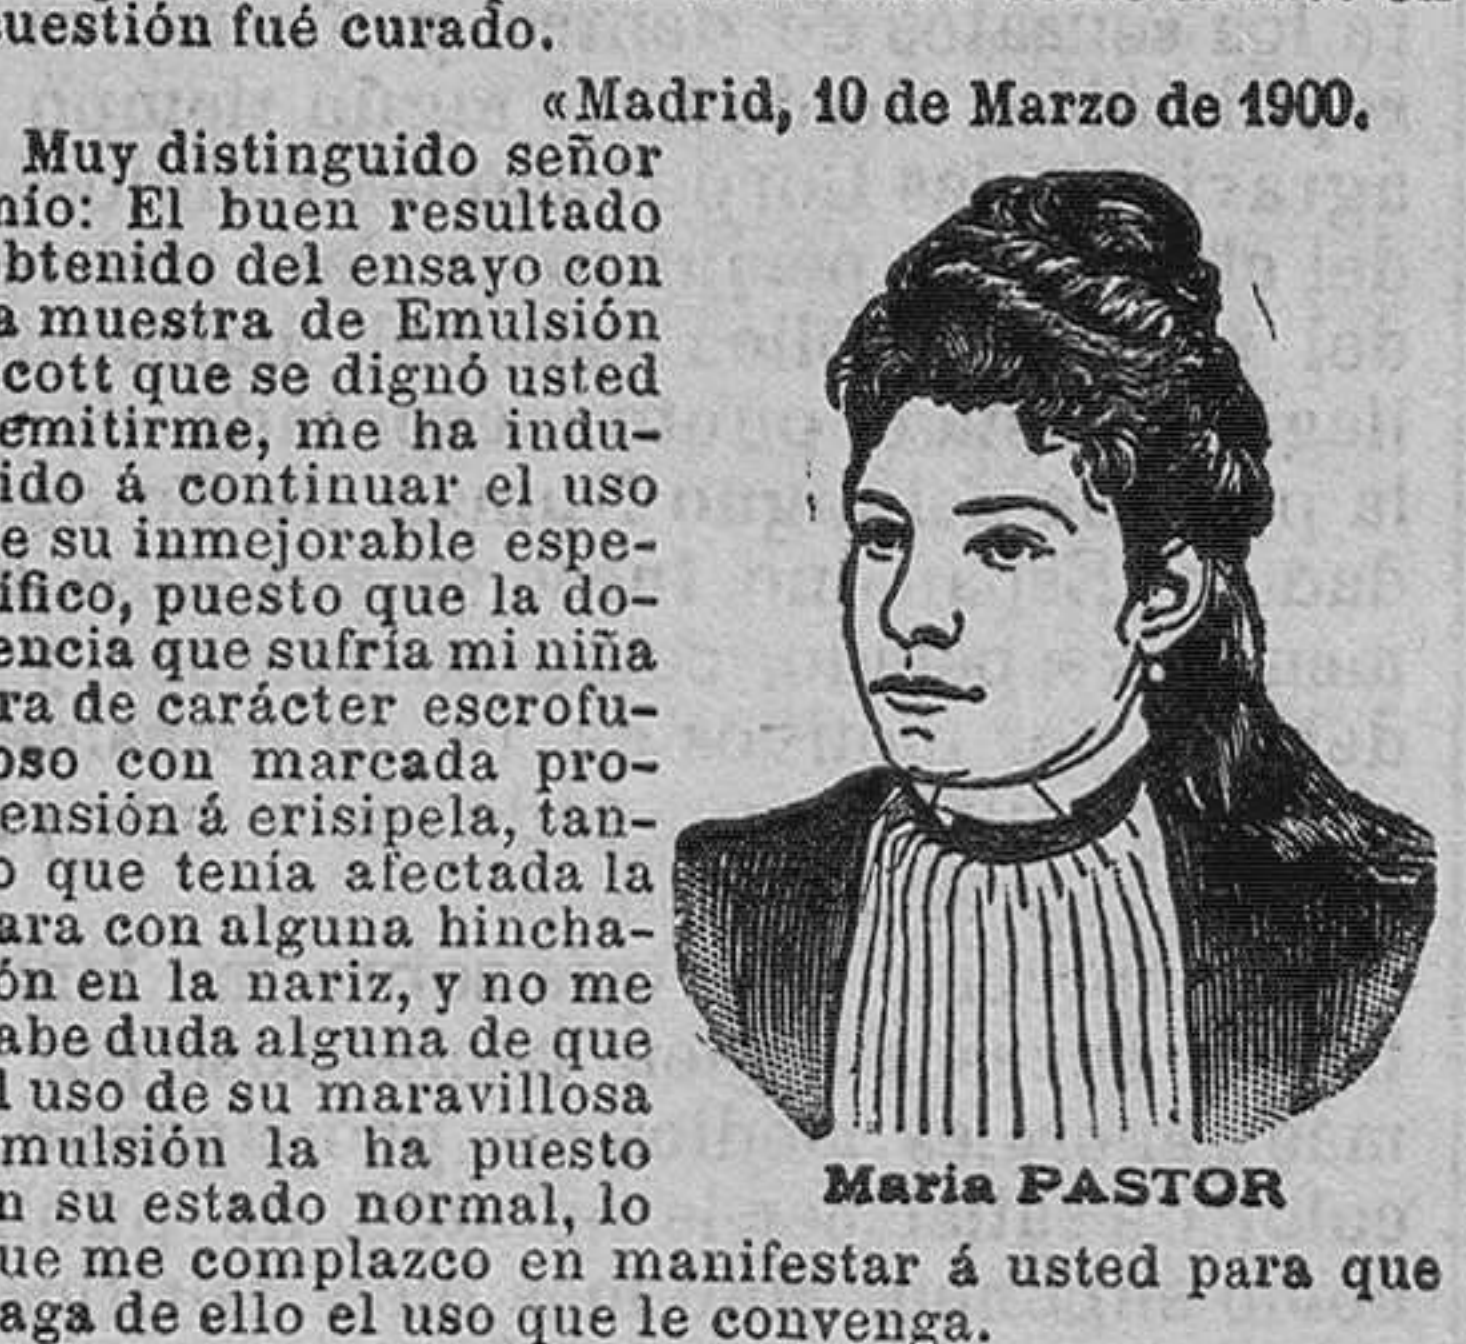 uestión fué curado.
«Madrid, 10 de Marzo de 1900.
Muy distinguido señor
mío: El buen resultado
btenido del ensayo con
a muestra de Emulsión
cott que se dignó usted
emitirme, me ha indu-
ido á continuar el uso
e su inmejorable espe-
ífico, puesto que la do-
encia que sufría mi niña
ra de carácter escrofu-
oso con marcada pro-
ensión á erisipela, tan-
o que tenía afectada la
ara con alguna hincha-
ón en la nariz, y no me
abe duda alguna de que
l uso de su maravillosa
mulsión la ha puesto
n su estado normal, lo
ue me complazco en manifestar á usted para que
aga de ello el uso que le convenga.
Maria PASTOR